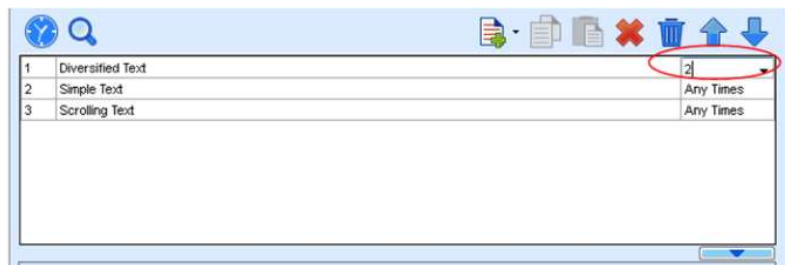 1 Diversified Text 2
2 Simple Text Any Times
3 Scrolling Text Any Times